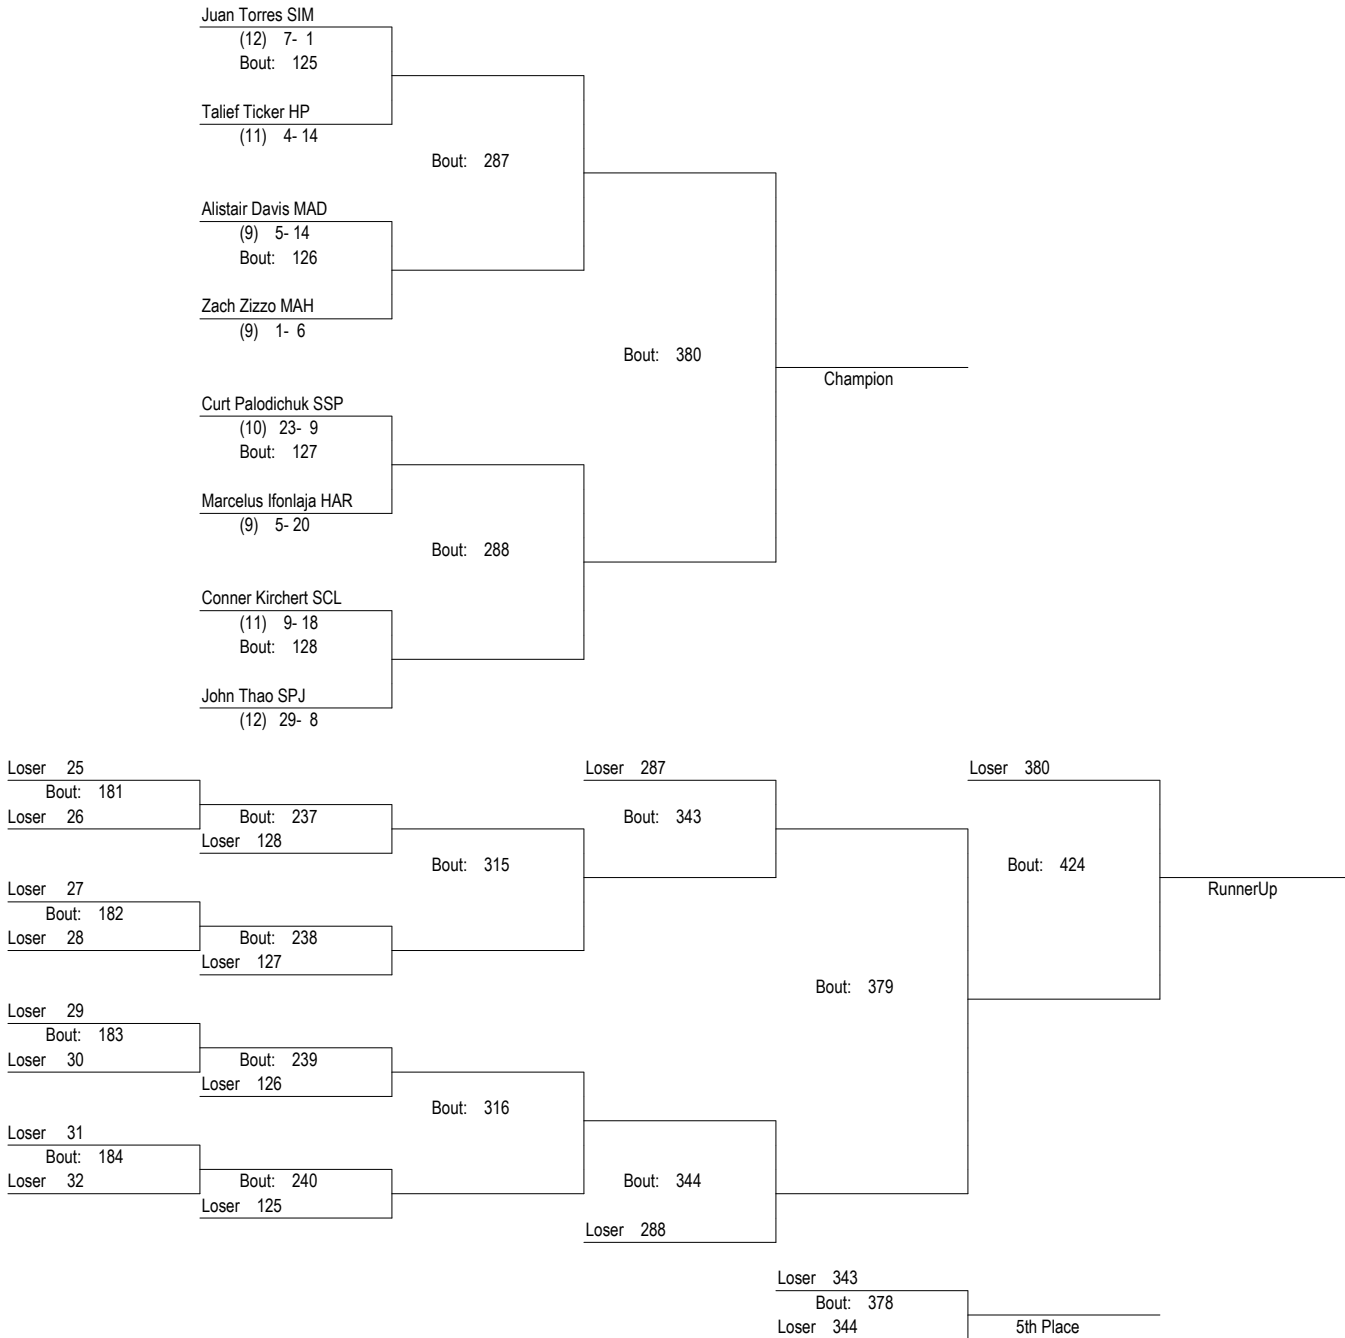 Juan Torres SIM
(12) 7- 1
Bout: 125
Talief Ticker HP
(11) 4- 14
Bout: 287
Alistair Davis MAD
(9) 5- 14
Bout: 126
Zach Zizzo MAH
(9) 1- 6
Bout: 380
Champion
Curt Palodichuk SSP
(10) 23- 9
Bout: 127
Marcelus Ifonlaja HAR
(9) 5- 20
Bout: 288
Conner Kirchert SCL
(11) 9- 18
Bout: 128
John Thao SPJ
(12) 29- 8
Loser 25
Bout: 181
Loser 26
Bout: 237
Loser 128
Bout: 315
Loser 287
Bout: 343
Loser 380
Bout: 424
RunnerUp
Loser 27
Bout: 182
Loser 28
Bout: 238
Loser 127
Bout: 379
Loser 29
Bout: 183
Loser 30
Bout: 239
Loser 126
Bout: 316
Loser 31
Bout: 184
Loser 32
Bout: 240
Loser 125
Bout: 344
Loser 288
Loser 343
Bout: 378
Loser 344
5th Place